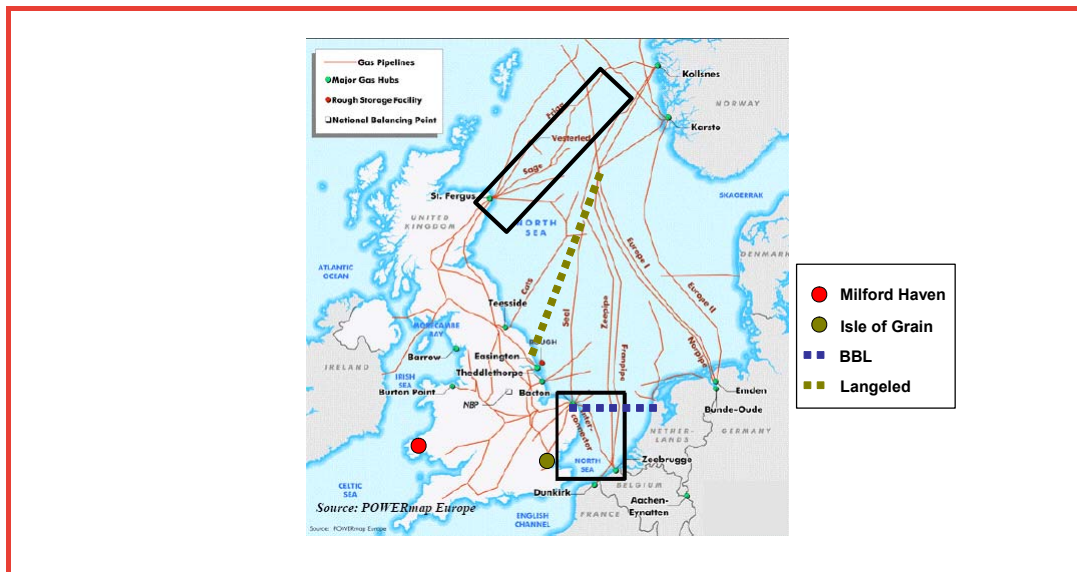 Gas Pipelines
Major Gas Hubs
Rough Storage Facility
National Balancing Point
Kollsnes
NORWAY
Karsto
Frigg
Vesterled
Sage
St. Fergus
SKAGERRAK
UNITED
KINGDOM
NORTH
SEA
DENMARK
ATLANTIC
OCEAN
Europe I
Europe II
Cats
Seal
Zeepipe
Franpipe
Norpipe
Teesside
MORECAMBE
BAY
ROUGH
Barrow
Easington
Theddlethorpe
IRELAND
IRISH
SEA
Burton Point
NBP
Bacton
Emden
Bunde-Oude
Inter-
connector
NETHER-
LANDS
GERMANY
NORTH
SEA
Zeebrugge
BELGIUM
Dunkirk
Aachen-
Eynatten
CELTIC
SEA
FRANCE
ENGLISH
CHANNEL
Source: POWERmap Europe
Source: POWERmap Europe
Milford Haven
Isle of Grain
BBL
Langeled